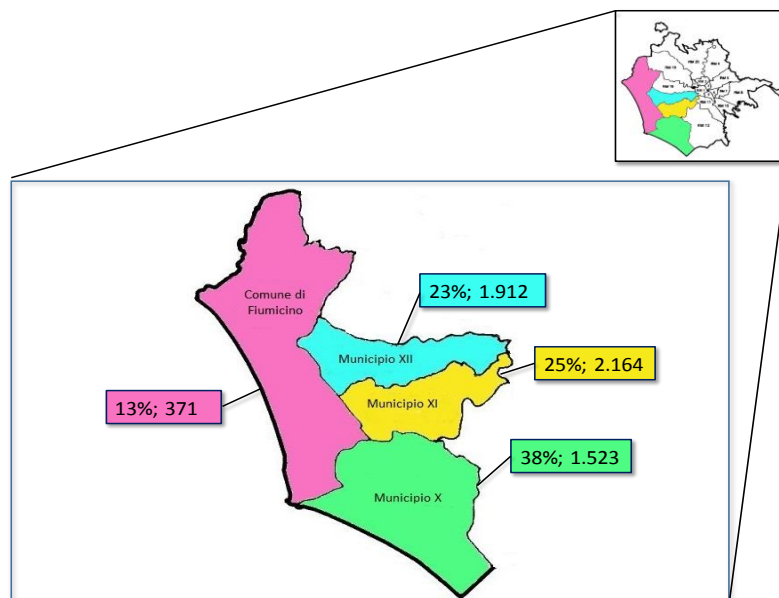 Comune di
Fiumicino
23%; 1.912
Municipio XII
25%; 2.164
Municipio XI
13%; 371
38%; 1.523
Municipio X